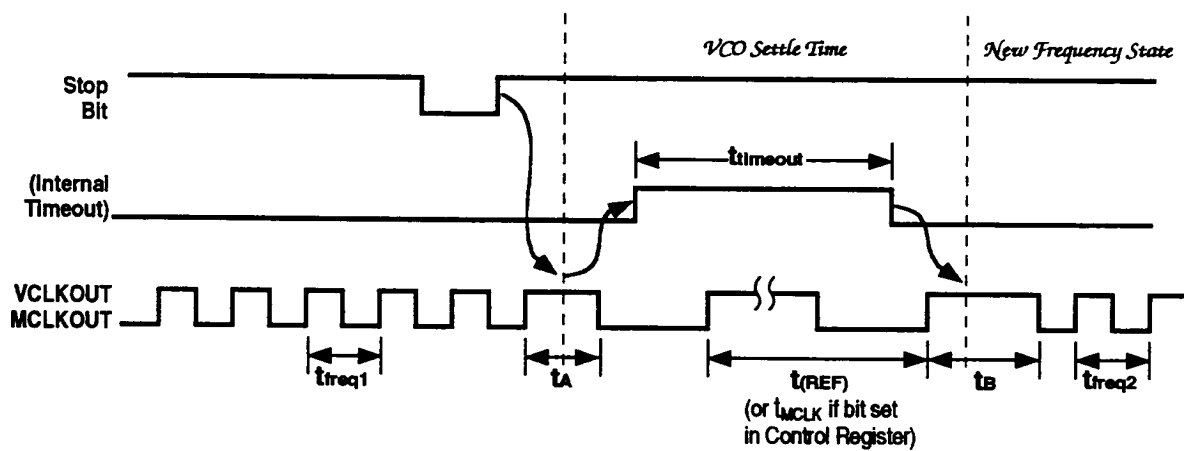 VCO Settle Time
New Frequency State
Stop
Bit
ttimeout
(Internal
Timeout)
VCLKOUT
MCLKOUT
tfreq1
tA
t(REF)
(or tMCLK if bit set
in Control Register)
tB
tfreq2